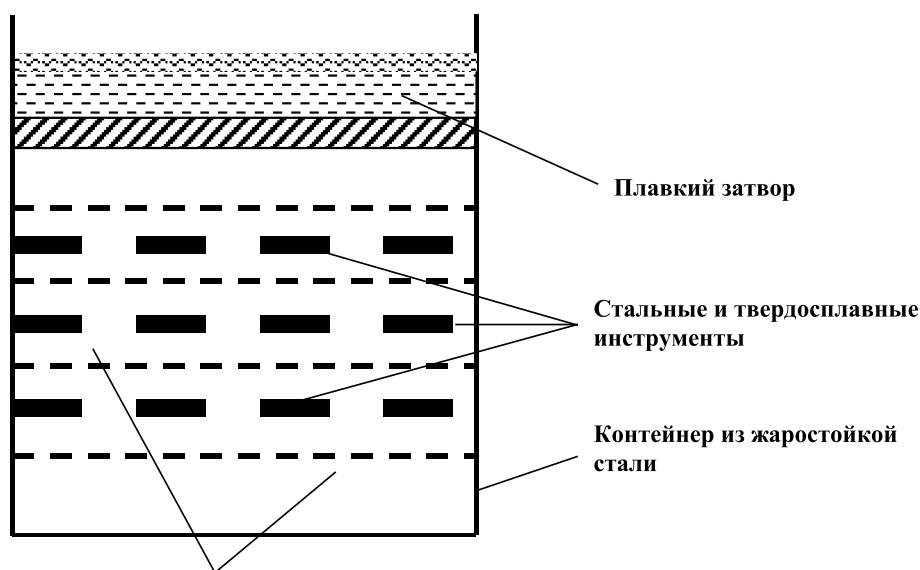 Плавкий затвор
Стальные и твердосплавные
инструменты
Контейнер из жаростойкой
стали